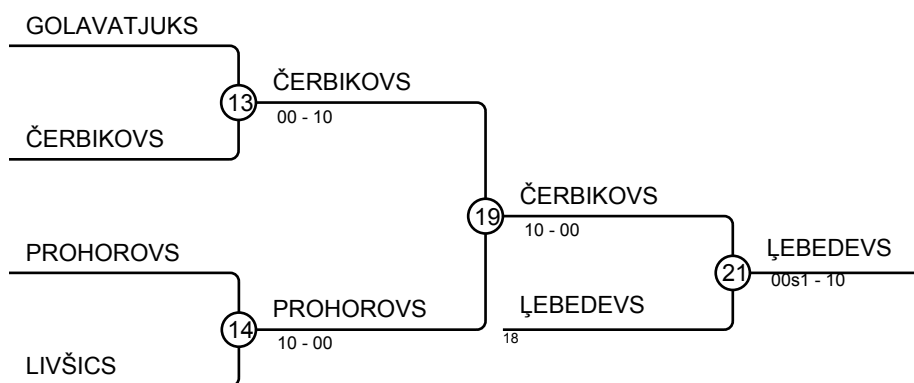 GOLAVATJUKS
13
ČERBIKOVS
00 - 10
ČERBIKOVS
19
ČERBIKOVS
10 - 00
PROHOROVS
21
ĻEBEDEVS
00s1 - 10
14
PROHOROVS
10 - 00
ĻEBEDEVS
18
LIVŠICS